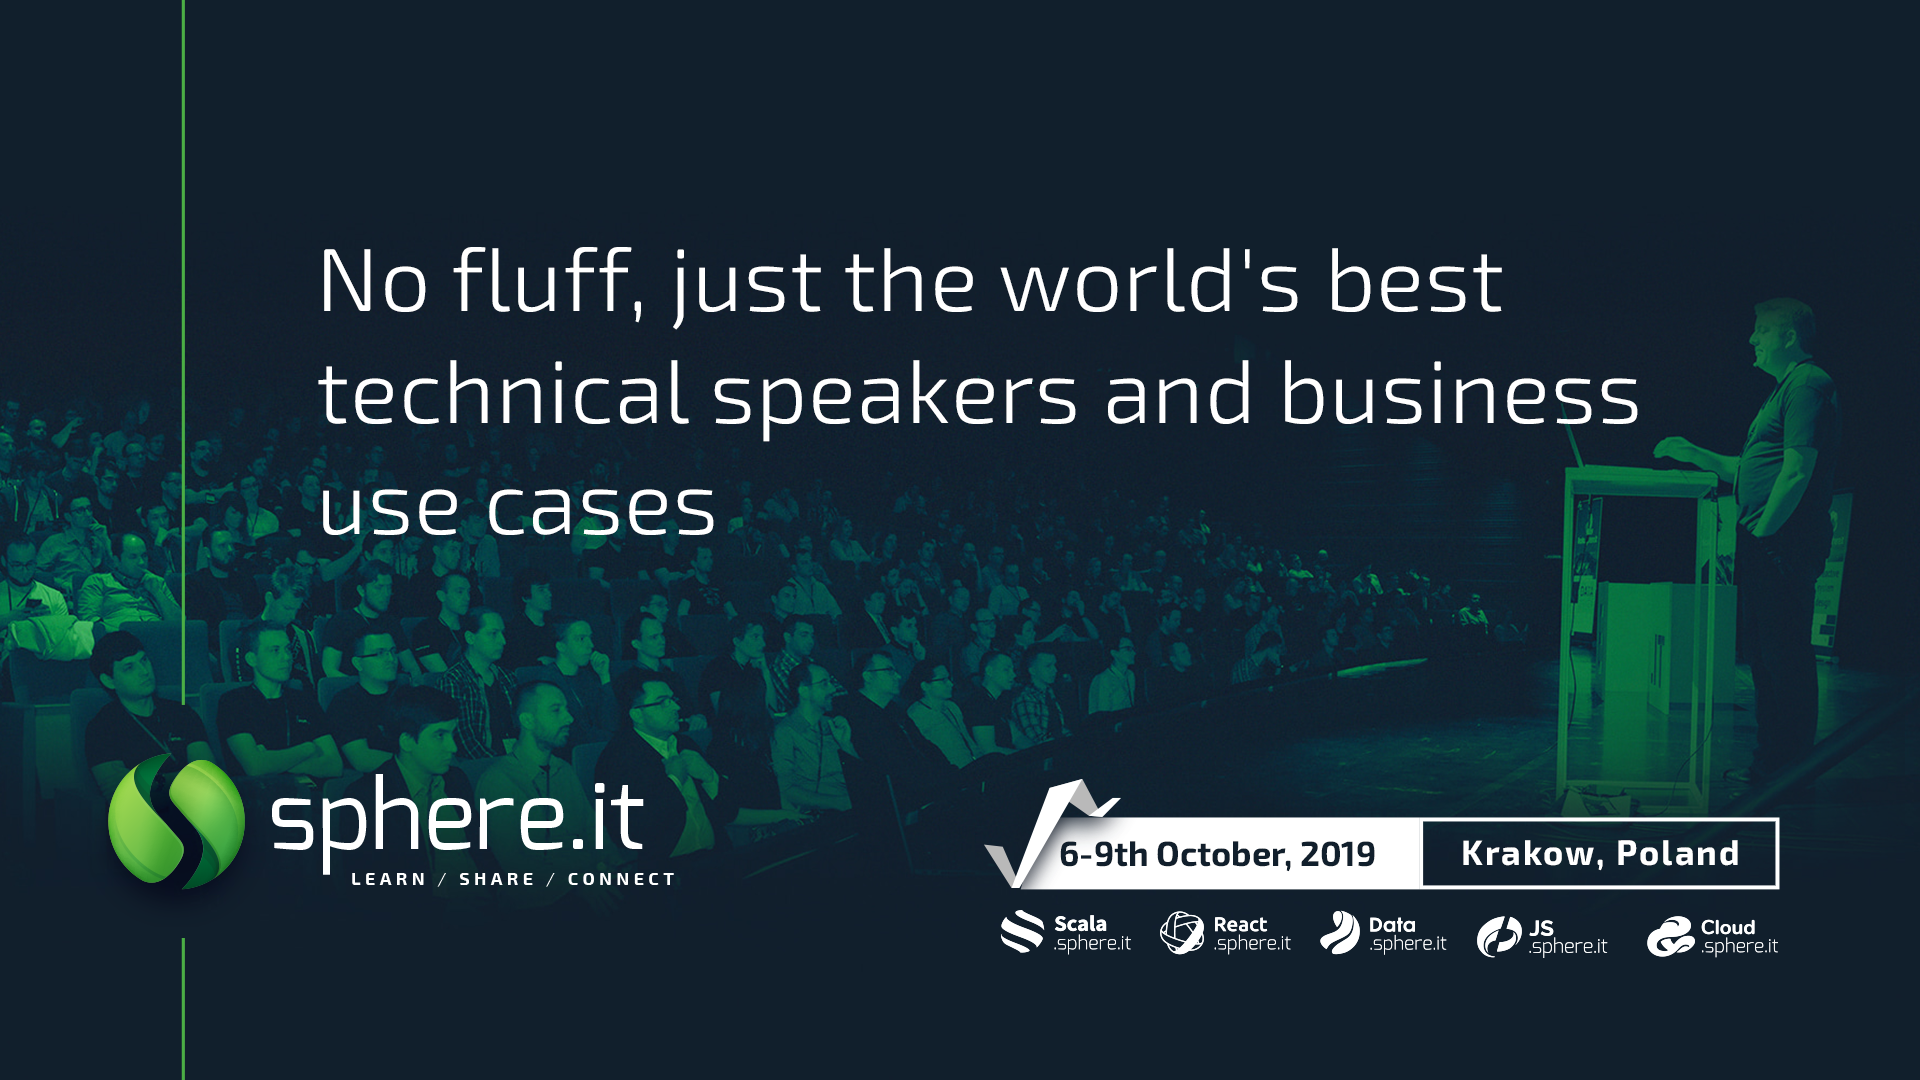 No fluff, just the world's best
technical speakers and business
use cases
sphere.it
LEARN / SHARE / CONNECT
6-9th October, 2019
Krakow, Poland
Scala
.sphere.it
React
.sphere.it
Data
.sphere.it
JS
.sphere.it
Cloud
.sphere.it